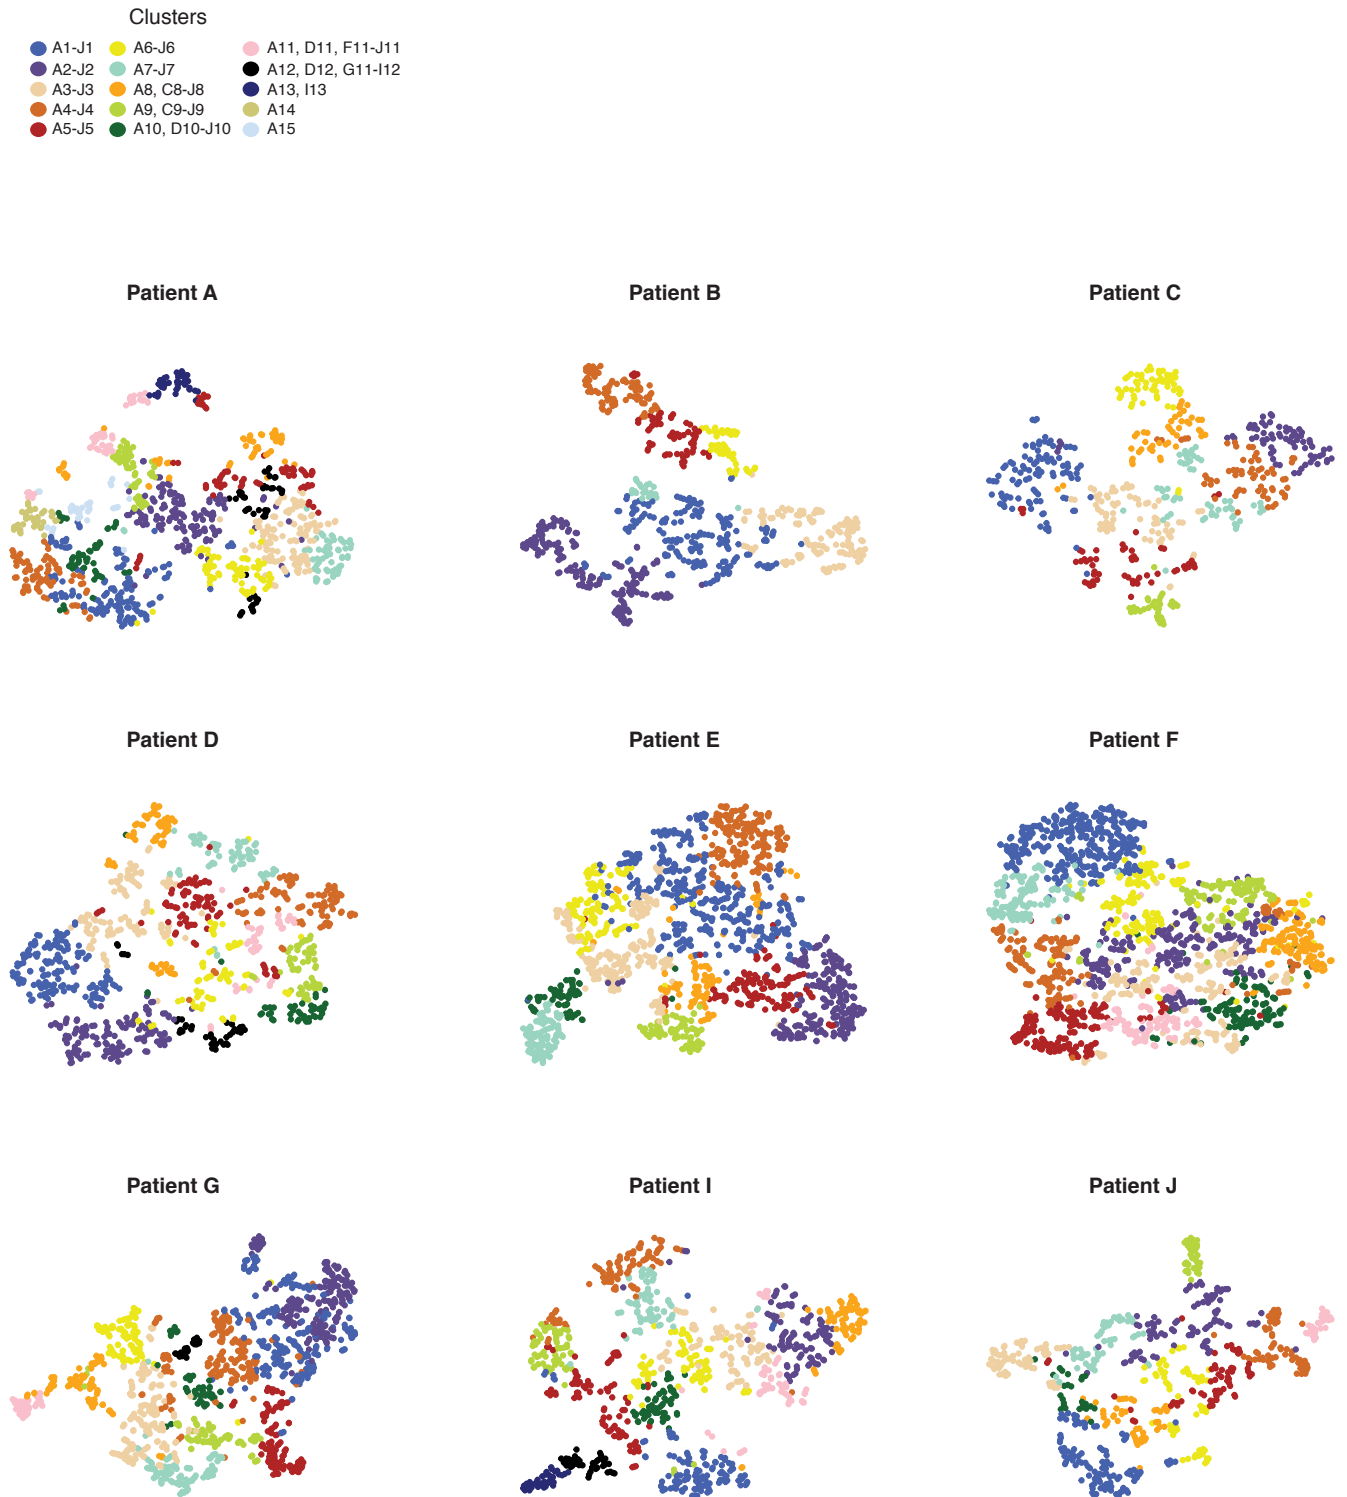 Clusters
A1-J1 A6-J6 A11, D11, F11-J11
A2-J2 A7-J7 A12, D12, G11-I12
A3-J3 A8, C8-J8 A13, I13
A4-J4 A9, C9-J9 A14
A5-J5 A10, D10-J10 A15
Patient A Patient B Patient C
Patient D Patient E Patient F
Patient G Patient I Patient J